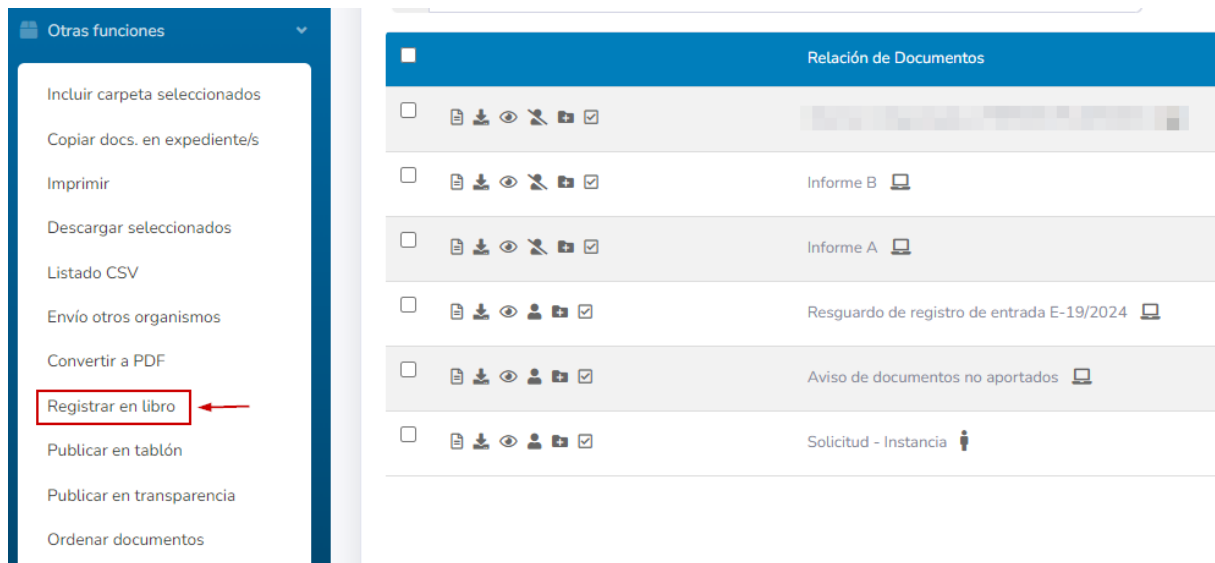 Otras funciones
Incluir carpeta seleccionados
Copiar docs. en expediente/s
Imprimir
Descargar seleccionados
Listado CSV
Envío otros organismos
Convertir a PDF
Registrar en libro
Publicar en tablón
Publicar en transparencia
Ordenar documentos
Relación de Documentos
Informe B
Informe A
Resguardo de registro de entrada E-19/2024
Aviso de documentos no aportados
Solicitud - Instancia